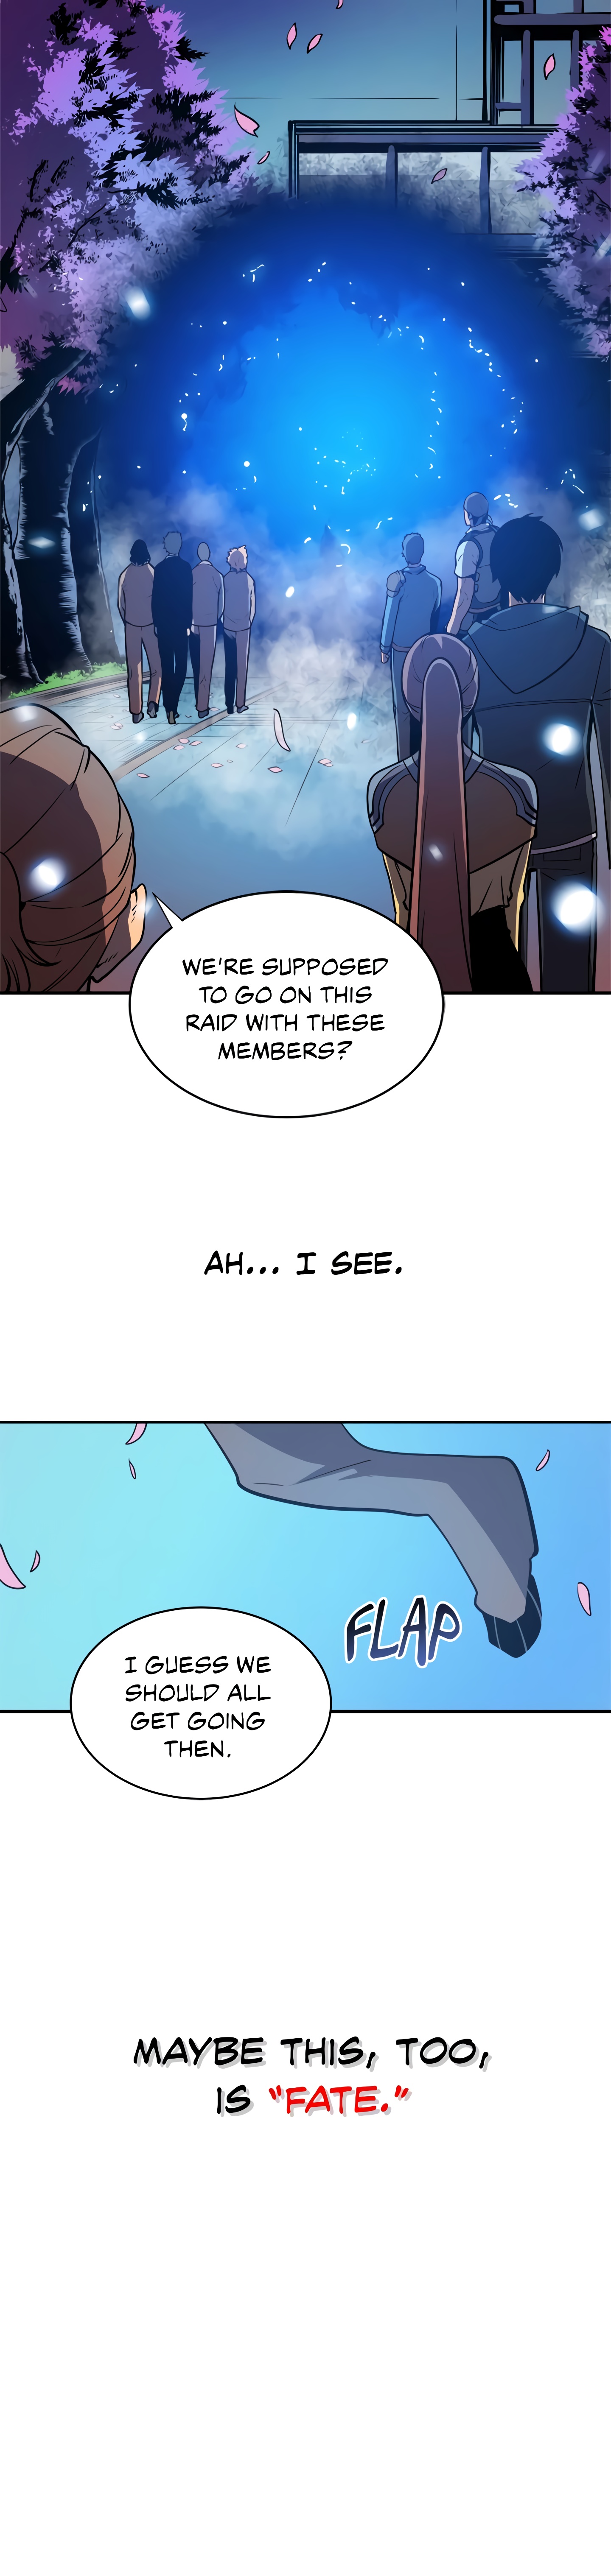 WE'RE SUPPOSED
TO GO ON THIS
RAID WITH THESE
MEMBERS?
AH... I SEE.
FLAP
I GUESS WE
SHOULD ALL
GET GOING
THEN.
MAYBE THIS, TOO,
IS "FATE."